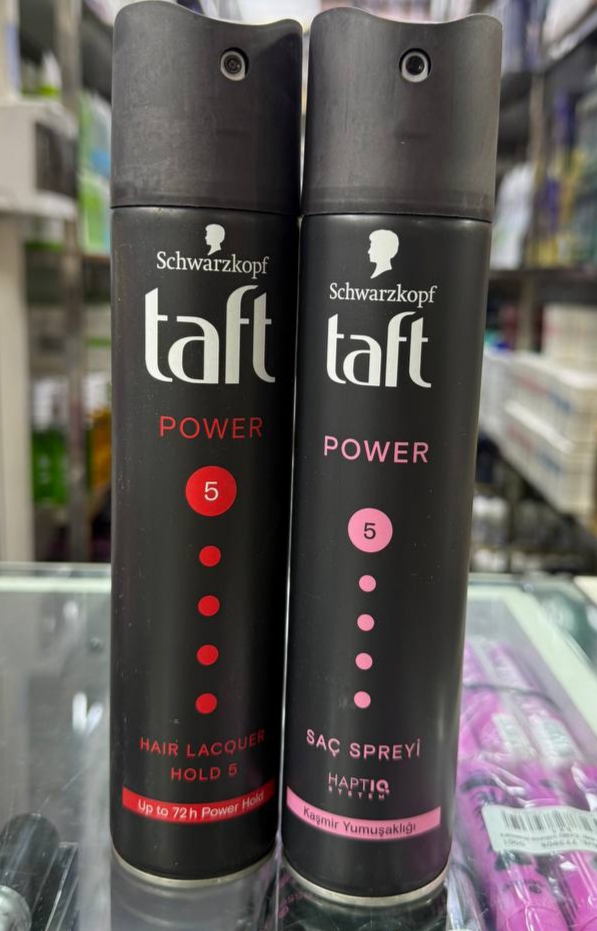 Schwarzkopf
taft
POWER
5
HAIR LACQUER
HOLD 5
Up to 72h Power Hold
Schwarzkopf
taft
POWER
5
SAÇ SPREYİ
HAPTIQ
SYSTEM
Kaşmir Yumuşaklığı